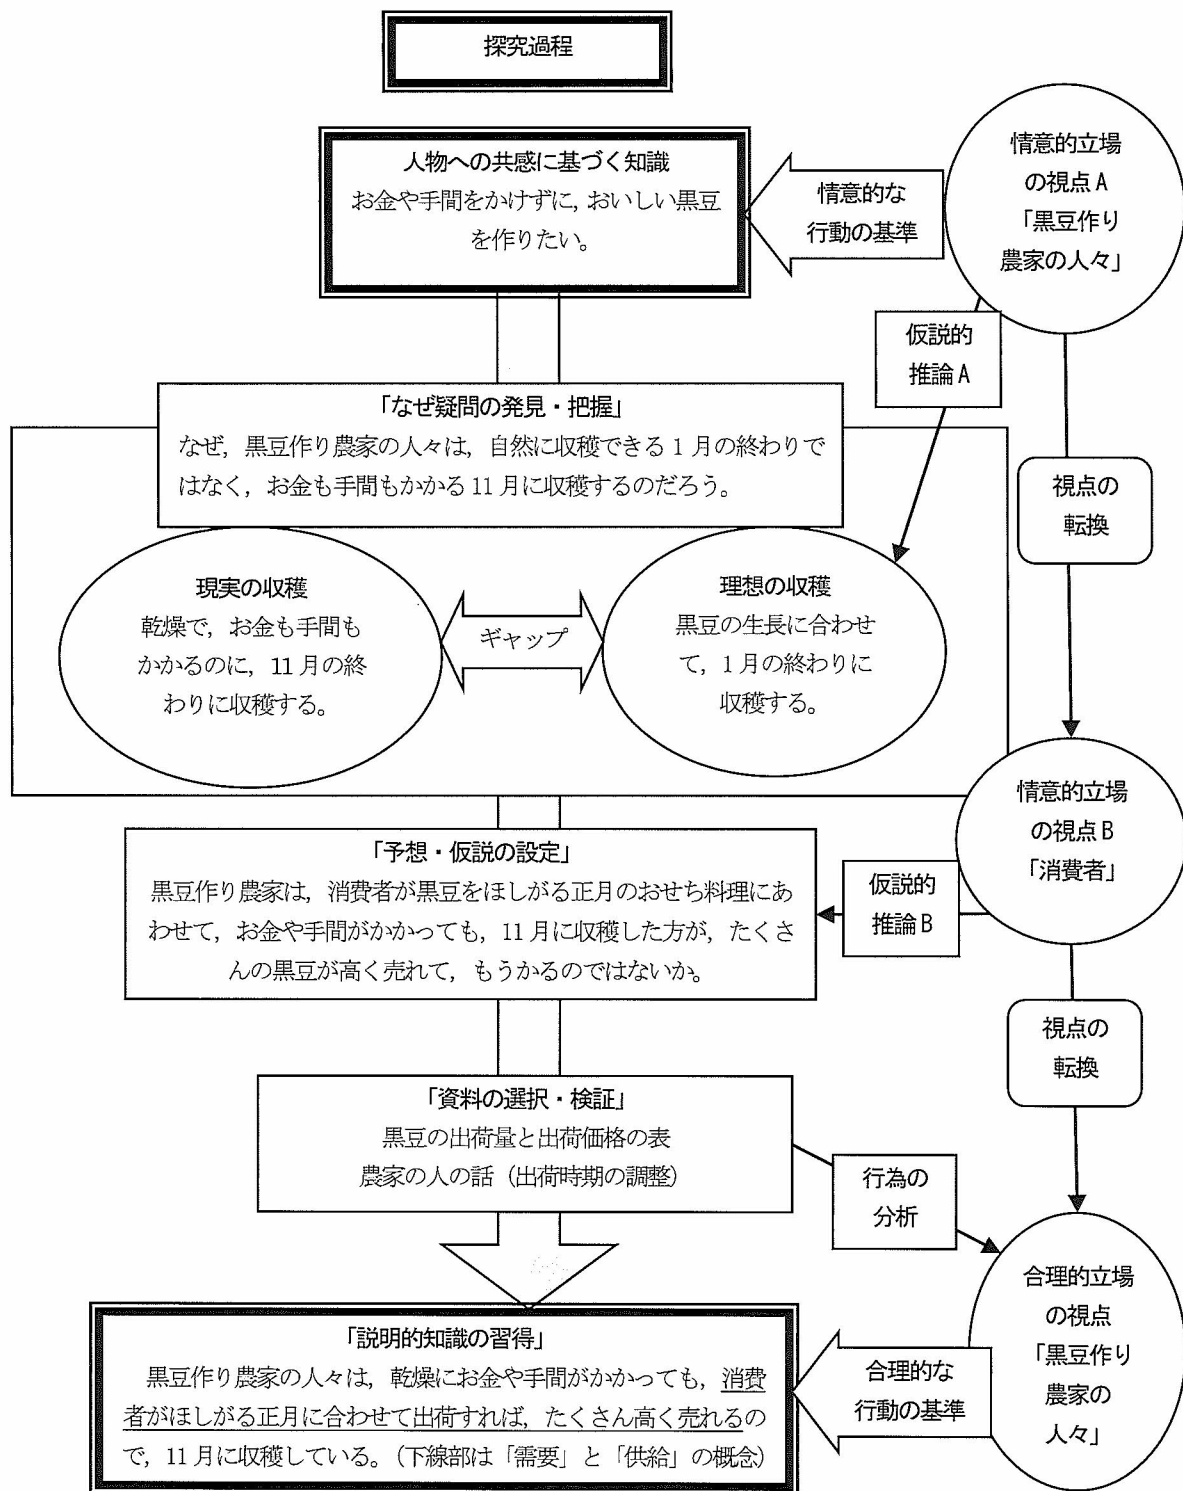 探究過程
人物への共感に基づく知識
お金や手間をかけずに，おいしい黒豆
を作りたい。
情意的な
行動の基準
情意的立場
の視点A
「黒豆作り
農家の人々」
仮説的
推論A
「なぜ疑問の発見・把握」
なぜ，黒豆作り農家の人々は，自然に収穫できる1月の終わりで
はなく，お金も手間もかかる11月に収穫するのだろう。
視点の
転換
現実の収穫
乾燥で，お金も手間も
かかるのに，11月の終
わりに収穫する。
ギャップ
理想の収穫
黒豆の生長に合わせ
て，1月の終わりに
収穫する。
情意的立場
の視点B
「消費者」
「予想・仮説の設定」
黒豆作り農家は，消費者が黒豆をほしがる正月のおせち料理にあ
わせて，お金や手間がかかっても，11月に収穫した方が，たくさ
んの黒豆が高く売れて，もうかるのではないか。
仮説的
推論B
視点の
転換
「資料の選択・検証」
黒豆の出荷量と出荷価格の表
農家の人の話（出荷時期の調整）
行為の
分析
合理的立場
の視点
「黒豆作り
農家の
人々」
「説明的知識の習得」
黒豆作り農家の人々は，乾燥にお金や手間がかかっても，消費
者がほしがる正月に合わせて出荷すれば，たくさん高く売れるの
で，11月に収穫している。（下線部は「需要」と「供給」の概念）
合理的な
行動の基準